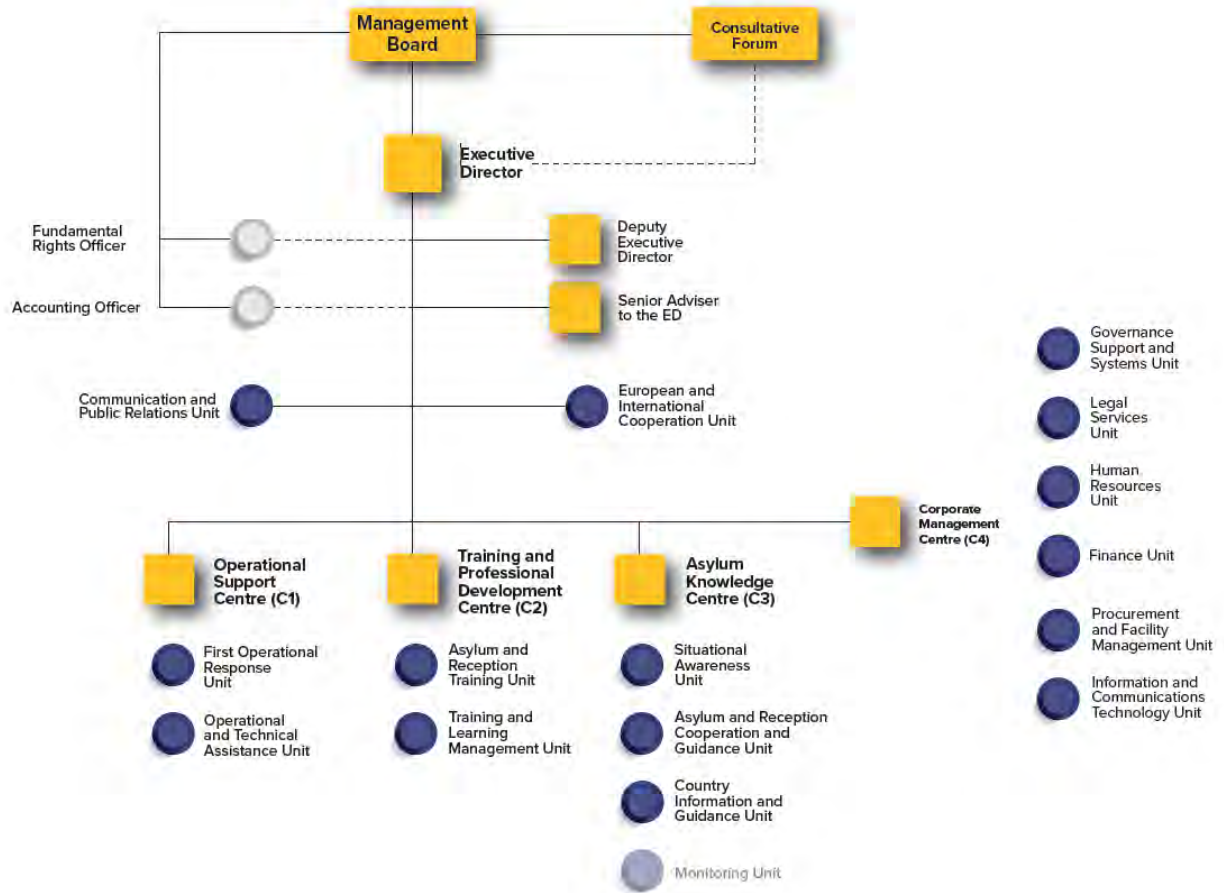 Management
Board
Consultative
Forum
Executive
Director
Fundamental
Rights Officer
Deputy
Executive
Director
Accounting Officer
Senior Adviser
to the ED
Communication and
Public Relations Unit
European and
International
Cooperation Unit
Governance
Support and
Systems Unit
Legal
Services
Unit
Human
Resources
Unit
Finance Unit
Procurement
and Facility
Management Unit
Information and
Communications
Technology Unit
Corporate
Management
Centre (C4)
Operational
Support
Centre (C1)
First Operational
Response
Unit
Operational
and Technical
Assistance Unit
Training and
Professional
Development
Centre (C2)
Asylum and
Reception
Training Unit
Training and
Learning
Management Unit
Asylum
Knowledge
Centre (C3)
Situational
Awareness
Unit
Asylum and Reception
Cooperation and
Guidance Unit
Country
Information and
Guidance Unit
Monitoring Unit